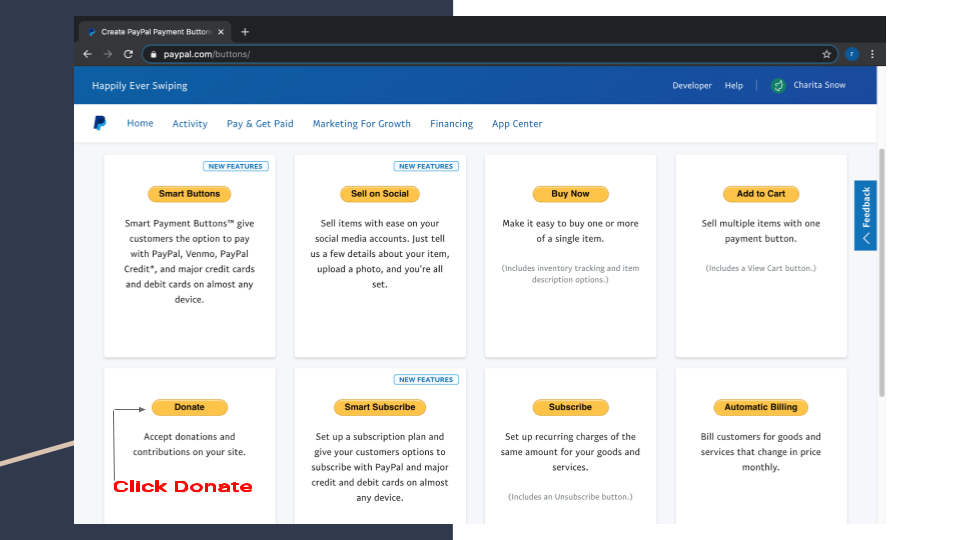 Create PayPal Payment Button
paypal.com/buttons/
Happily Ever Swiping
Developer Help Charita Snow
Home Activity Pay & Get Paid Marketing For Growth Financing App Center
NEW FEATURES
Smart Buttons
Smart Payment Buttons™ give
customers the option to pay
with PayPal, Venmo, PayPal
Credit*, and major credit cards
and debit cards on almost any
device.
NEW FEATURES
Sell on Social
Sell items with ease on your
social media accounts. Just tell
us a few details about your item,
upload a photo, and you're all
set.
Buy Now
Make it easy to buy one or more
of a single item.
(Includes inventory tracking and item
description options.)
Add to Cart
Sell multiple items with one
payment button.
(Includes a View Cart button.)
Feedback
Donate
Accept donations and
contributions on your site.
Click Donate
NEW FEATURES
Smart Subscribe
Set up a subscription plan and
give your customers options to
subscribe with PayPal and major
credit and debit cards on almost
any device.
Subscribe
Set up recurring charges of the
same amount for your goods and
services.
(Includes an Unsubscribe button.)
Automatic Billing
Bill customers for goods and
services that change in price
monthly.